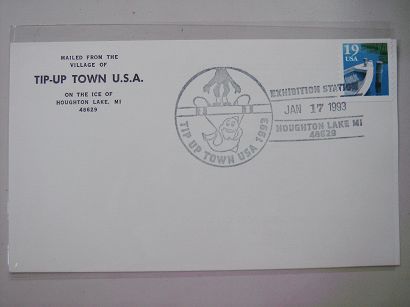 MAILED FROM THE
VILLAGE OF
TIP-UP TOWN U.S.A.
ON THE ICE OF
HOUGHTON LAKE, MI
48629
TIP UP TOWN USA 1993
EXHIBITION STATION
JAN 17 1993
HOUGHTON LAKE MI
48629
19
USA